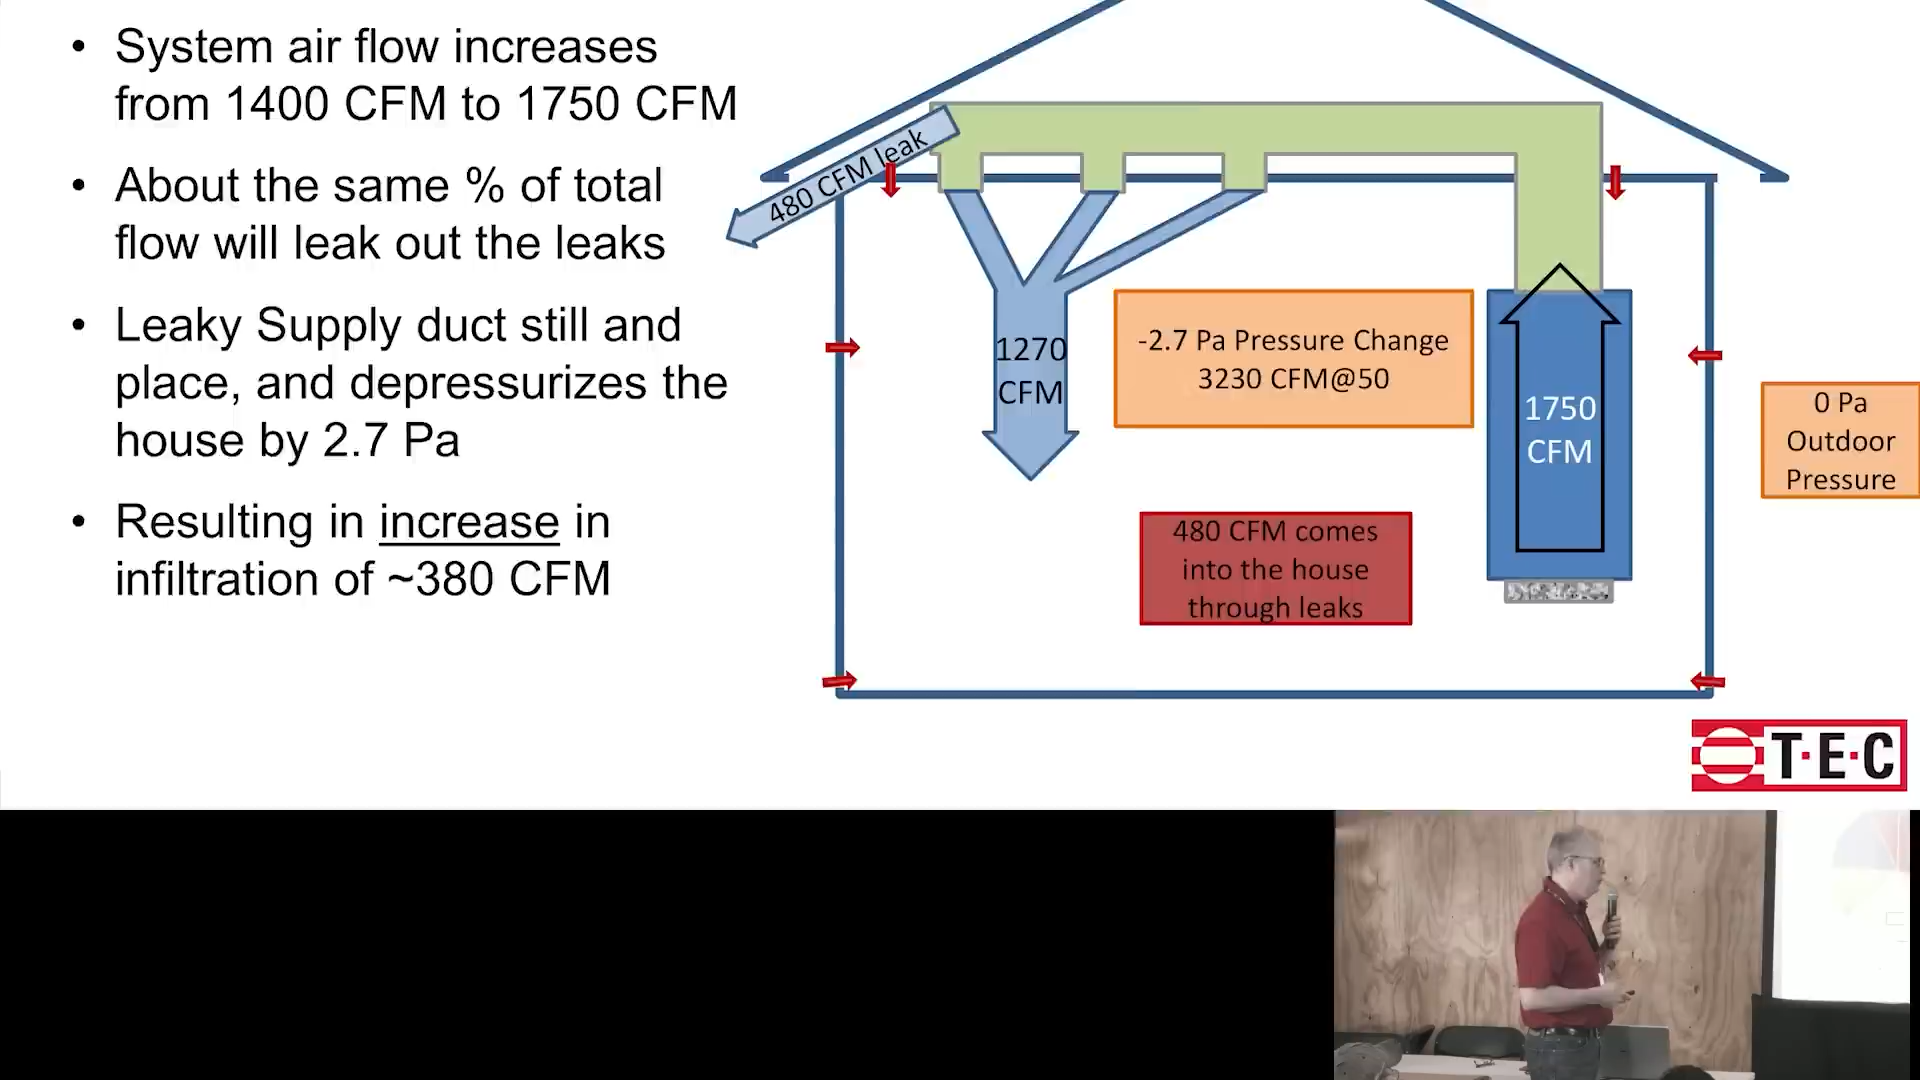 • System air flow increases
from 1400 CFM to 1750 CFM
• About the same % of total
flow will leak out the leaks
• Leaky Supply duct still and
place, and depressurizes the
house by 2.7 Pa
• Resulting in increase in
infiltration of ~380 CFM
480 CFM leak
1270
CFM
-2.7 Pa Pressure Change
3230 CFM@50
1750
CFM
0 Pa
Outdoor
Pressure
480 CFM comes
into the house
through leaks
T·E·C